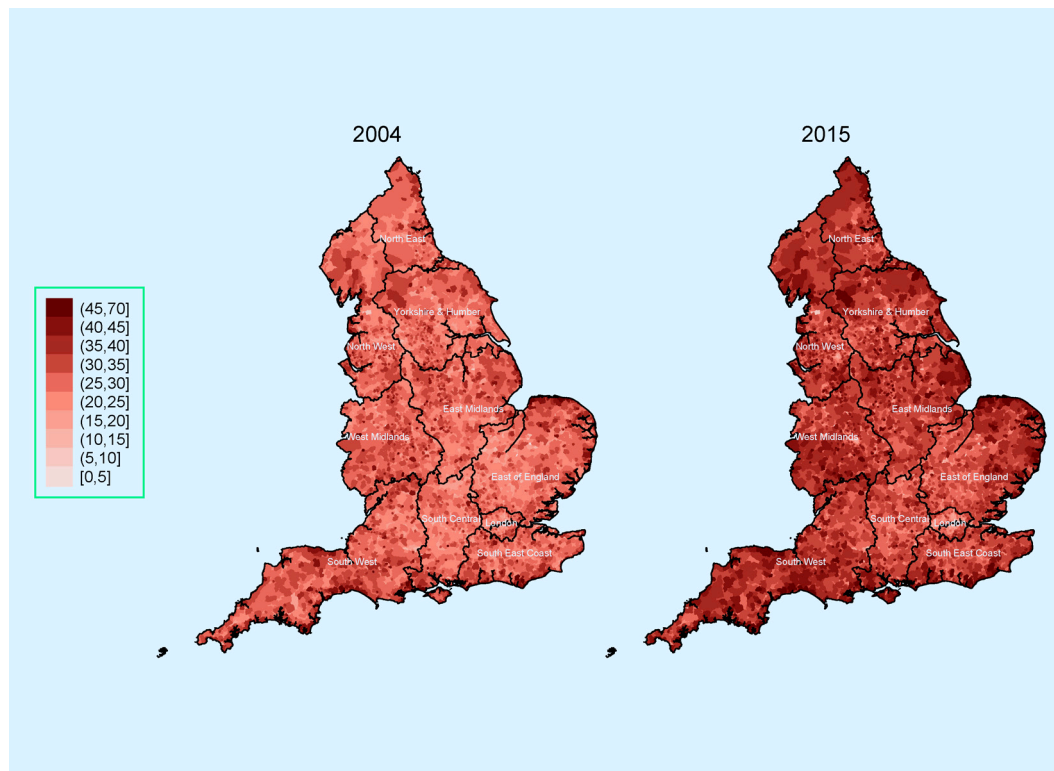 2004
2015
(45,70]
(40,45]
(35,40]
(30,35]
(25,30]
(20,25]
(15,20]
(10,15]
(5,10]
[0,5]
North East
Yorkshire & Humber
North West
East Midlands
West Midlands
East of England
South Central
London
South East Coast
South West
North East
Yorkshire & Humber
North West
East Midlands
West Midlands
East of England
South Central
London
South East Coast
South West